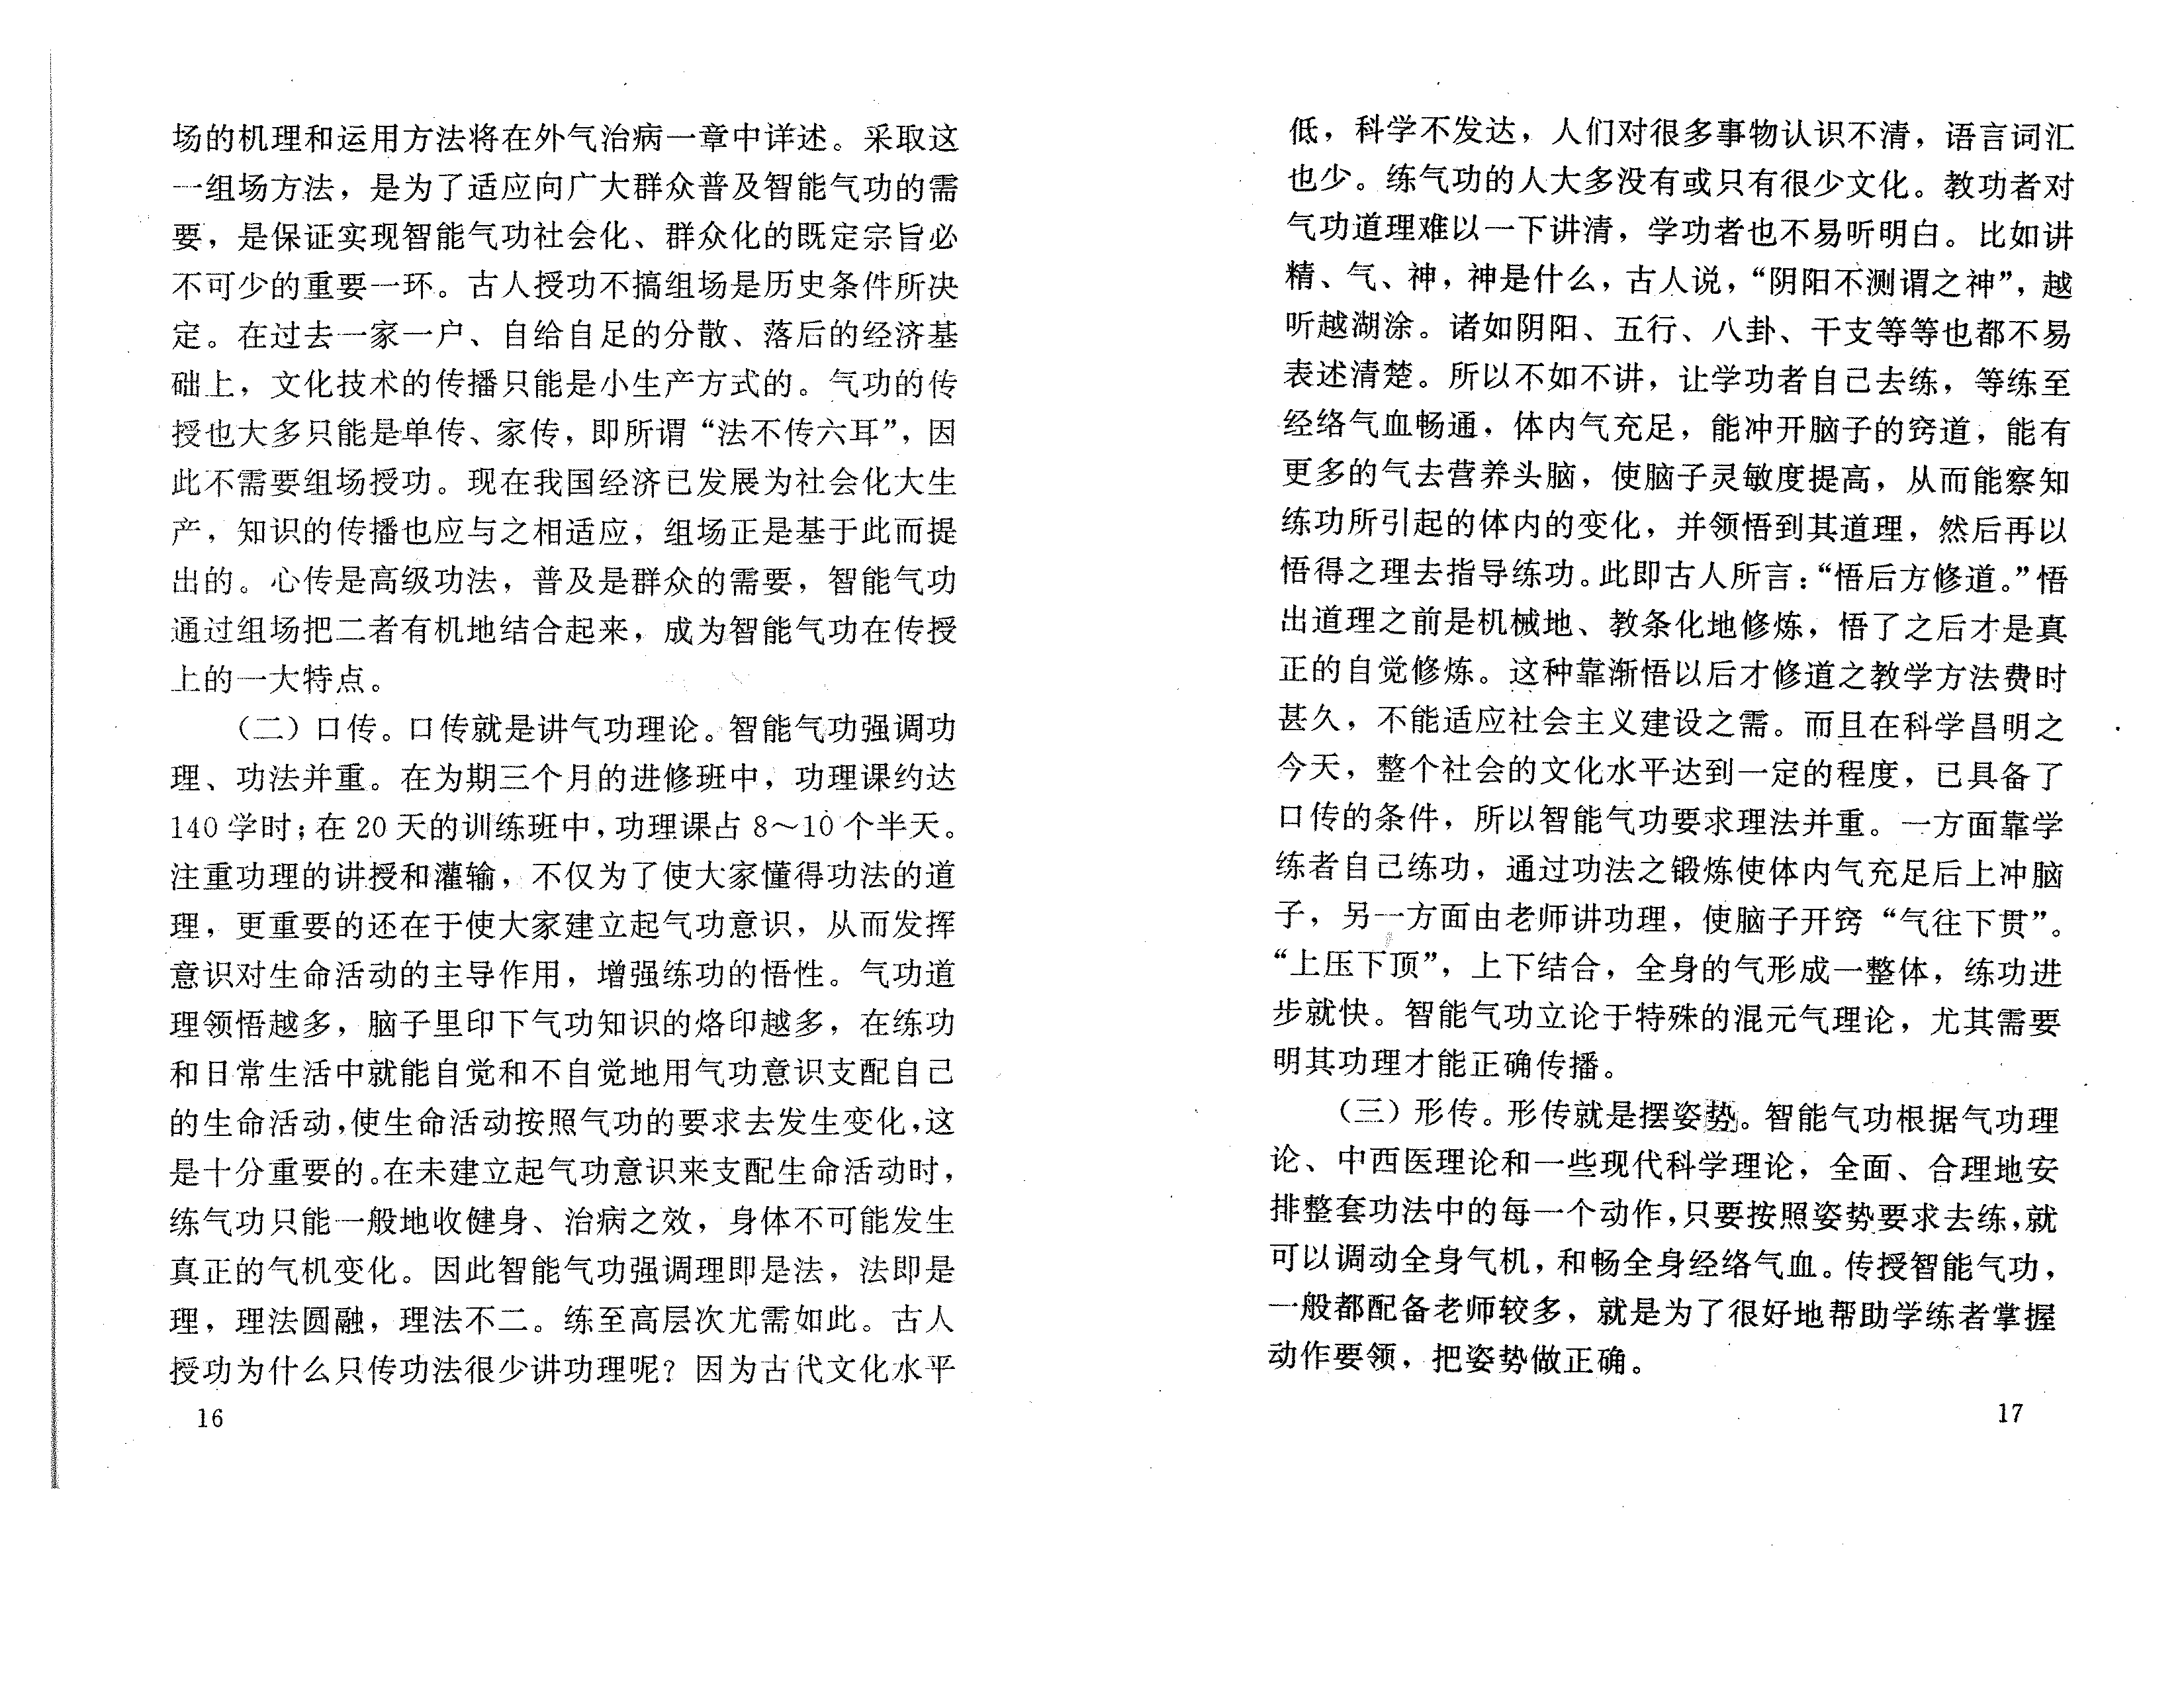 场的机理和运用方法将在外气治病一章中详述。采取这
一组场方法，是为了适应向广大群众普及智能气功的需
要，是保证实现智能气功社会化、群众化的既定宗旨必
不可少的重要一环。古人授功不搞组场是历史条件所决
定。在过去一家一户、自给自足的分散、落后的经济基
础上，文化技术的传播只能是小生产方式的。气功的传
授也大多只能是单传、家传，即所谓“法不传六耳”，因
此不需要组场授功。现在我国经济已发展为社会化大生
产，知识的传播也应与之相适应，组场正是基于此而提
出的。心传是高级功法，普及是群众的需要，智能气功
通过组场把二者有机地结合起来，成为智能气功在传授
上的一大特点。
（二）口传。口传就是讲气功理论。智能气功强调功
理、功法并重。在为期三个月的进修班中，功理课约达
140学时；在20天的训练班中，功理课占8～10个半天。
注重功理的讲授和灌输，不仅为了使大家懂得功法的道
理，更重要的还在于使大家建立起气功意识，从而发挥
意识对生命活动的主导作用，增强练功的悟性。气功道
理领悟越多，脑子里印下气功知识的烙印越多，在练功
和日常生活中就能自觉和不自觉地用气功意识支配自己
的生命活动，使生命活动按照气功的要求去发生变化，这
是十分重要的。在未建立起气功意识来支配生命活动时，
练气功只能一般地收健身、治病之效，身体不可能发生
真正的气机变化。因此智能气功强调理即是法，法即是
理，理法圆融，理法不二。练至高层次尤需如此。古人
授功为什么只传功法很少讲功理呢？因为古代文化水平
16
低，科学不发达，人们对很多事物认识不清，语言词汇
也少。练气功的人大多没有或只有很少文化。教功者对
气功道理难以一下讲清，学功者也不易听明白。比如讲
精、气、神，神是什么，古人说，“阴阳不测谓之神”，越
听越湖涂。诸如阴阳、五行、八卦、干支等等也都不易
表述清楚。所以不如不讲，让学功者自己去练，等练至
经络气血畅通，体内气充足，能冲开脑子的窍道，能有
更多的气去营养头脑，使脑子灵敏度提高，从而能察知
练功所引起的体内的变化，并领悟到其道理，然后再以
悟得之理去指导练功。此即古人所言：“悟后方修道。”悟
出道理之前是机械地、教条化地修炼，悟了之后才是真
正的自觉修炼。这种靠渐悟以后才修道之教学方法费时
甚久，不能适应社会主义建设之需。而且在科学昌明之
今天，整个社会的文化水平达到一定的程度，已具备了
口传的条件，所以智能气功要求理法并重。一方面靠学
练者自己练功，通过功法之锻炼使体内气充足后上冲脑
子，另一方面由老师讲功理，使脑子开窍“气往下贯”。
“上压下顶”，上下结合，全身的气形成一整体，练功进
步就快。智能气功立论于特殊的混元气理论，尤其需要
明其功理才能正确传播。
（三）形传。形传就是摆姿势。智能气功根据气功理
论、中西医理论和一些现代科学理论，全面、合理地安
排整套功法中的每一个动作，只要按照姿势要求去练，就
可以调动全身气机，和畅全身经络气血。传授智能气功，
一般都配备老师较多，就是为了很好地帮助学练者掌握
动作要领，把姿势做正确。
17